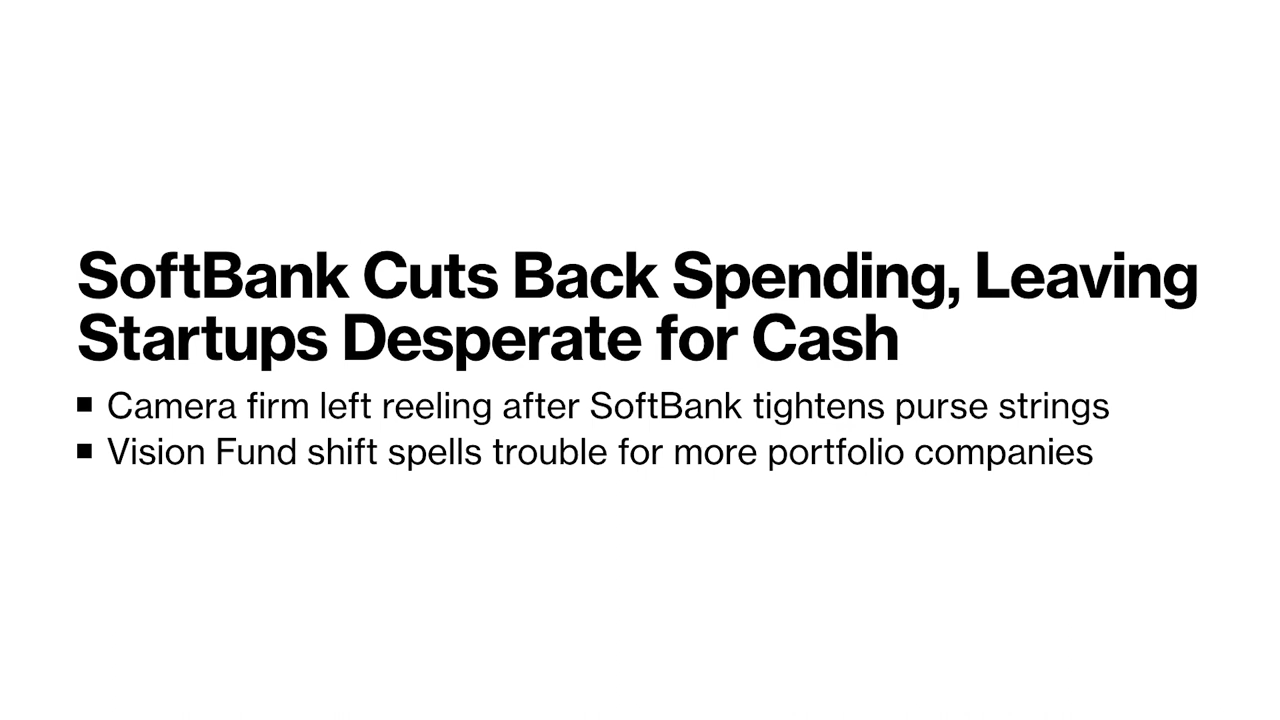 SoftBank Cuts Back Spending, Leaving
Startups Desperate for Cash
■ Camera firm left reeling after SoftBank tightens purse strings
■ Vision Fund shift spells trouble for more portfolio companies